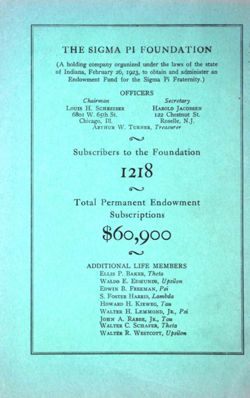 THE SIGMA PI FOUNDATION
(A holding company organized under the laws of the state
of Indiana, February 26, 1923, to obtain and administer an
Endowment Fund for the Sigma Pi Fraternity.)
OFFICERS
Chairman Secretary
Louis H. Schreiber Harold Jacobsen
6801 W. 65th St. 122 Chestnut St.
Chicago, Ill. Roselle, N.J.
Arthur W. Turner, Treasurer
Subscribers to the Foundation
1218
Total Permanent Endowment
Subscriptions
$60,900
ADDITIONAL LIFE MEMBERS
Ellis P. Baker, Theta
Waldo E. Edmunds, Upsilon
Edwin B. Freeman, Psi
S. Foster Harris, Lambda
Howard H. Kiewig, Tau
Walter H. Lemmond, Jr., Psi
John A. Rabbe, Jr., Tau
Walter C. Schafer, Theta
Walter R. Westcott, Upsilon